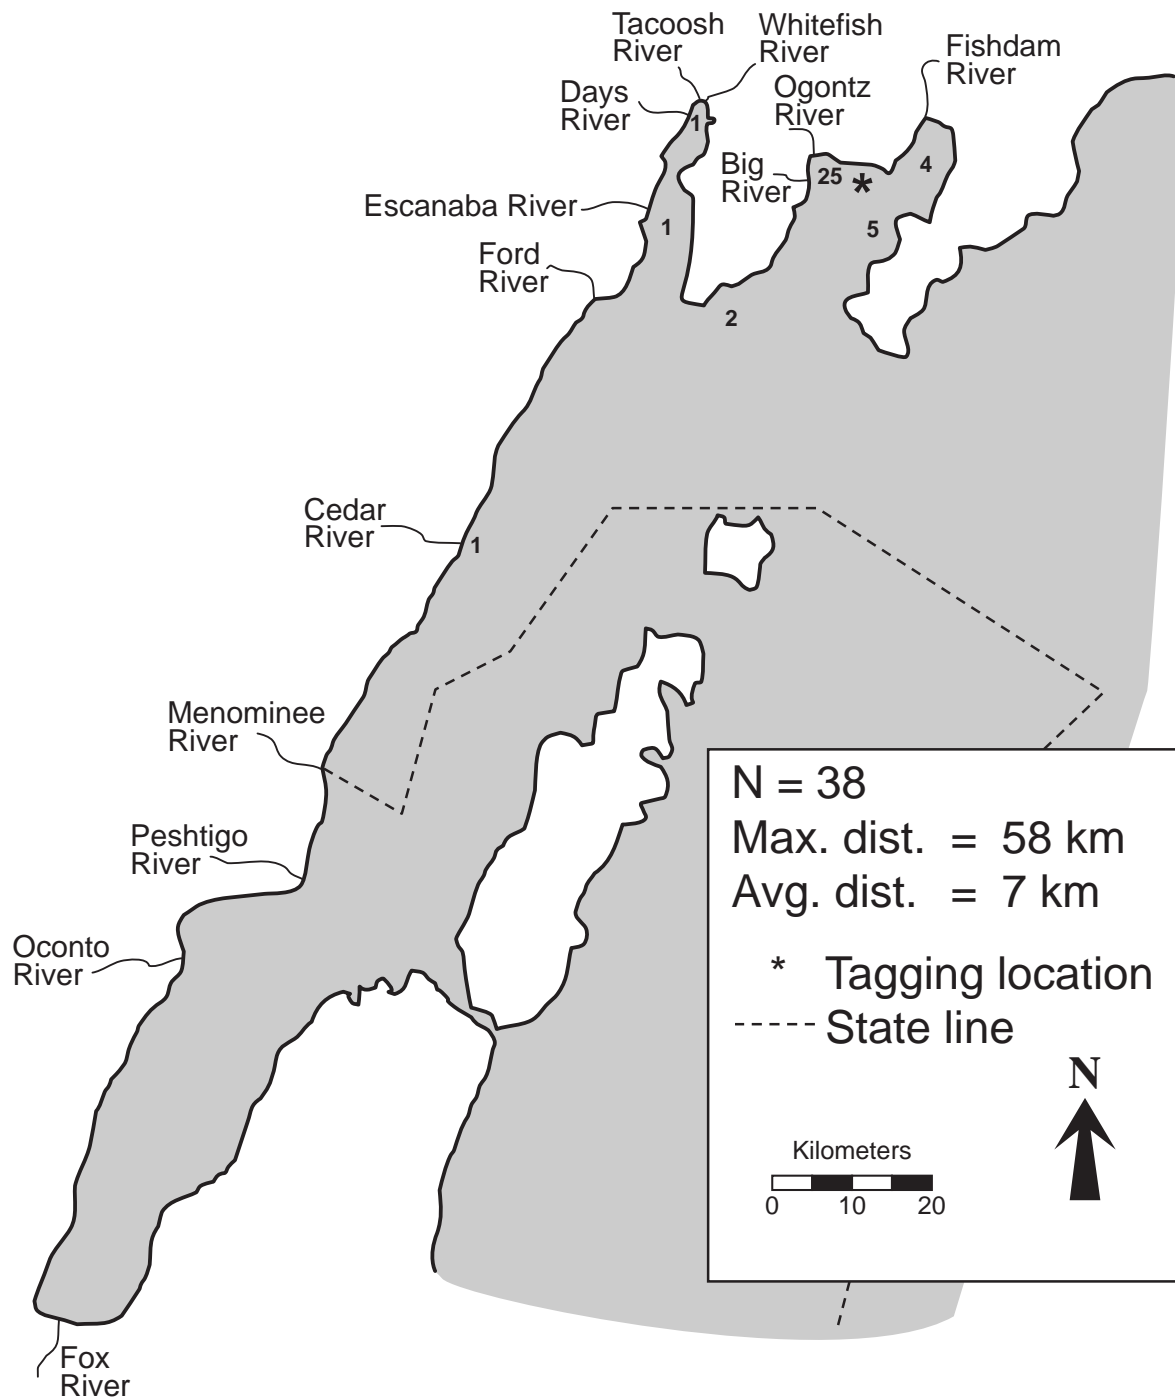 Tacoosh
River
Whitefish
River
Fishdam
River
Days
River
Ogontz
River
1
Big
River
25
*
4
Escanaba River
1
5
Ford
River
2
Cedar
River
1
Menominee
River
Peshtigo
River
Oconto
River
Fox
River
N = 38
Max. dist. = 58 km
Avg. dist. = 7 km
* Tagging location
State line
N
Kilometers
0 10 20